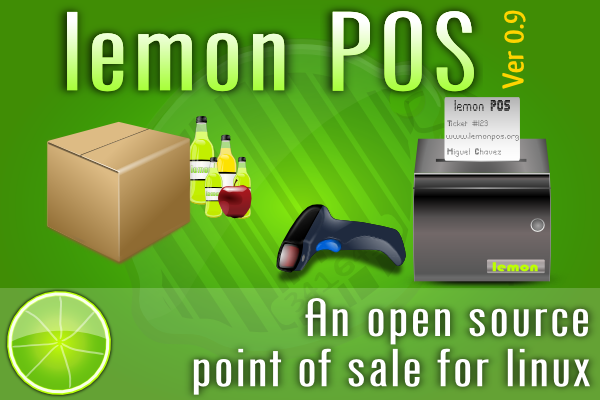 lemon POS
Ver 0.9
lemon POS
Ticket #123
www.lemonpos.org
Miguel Chavez
lemon
lemon
An open source
point of sale for linux